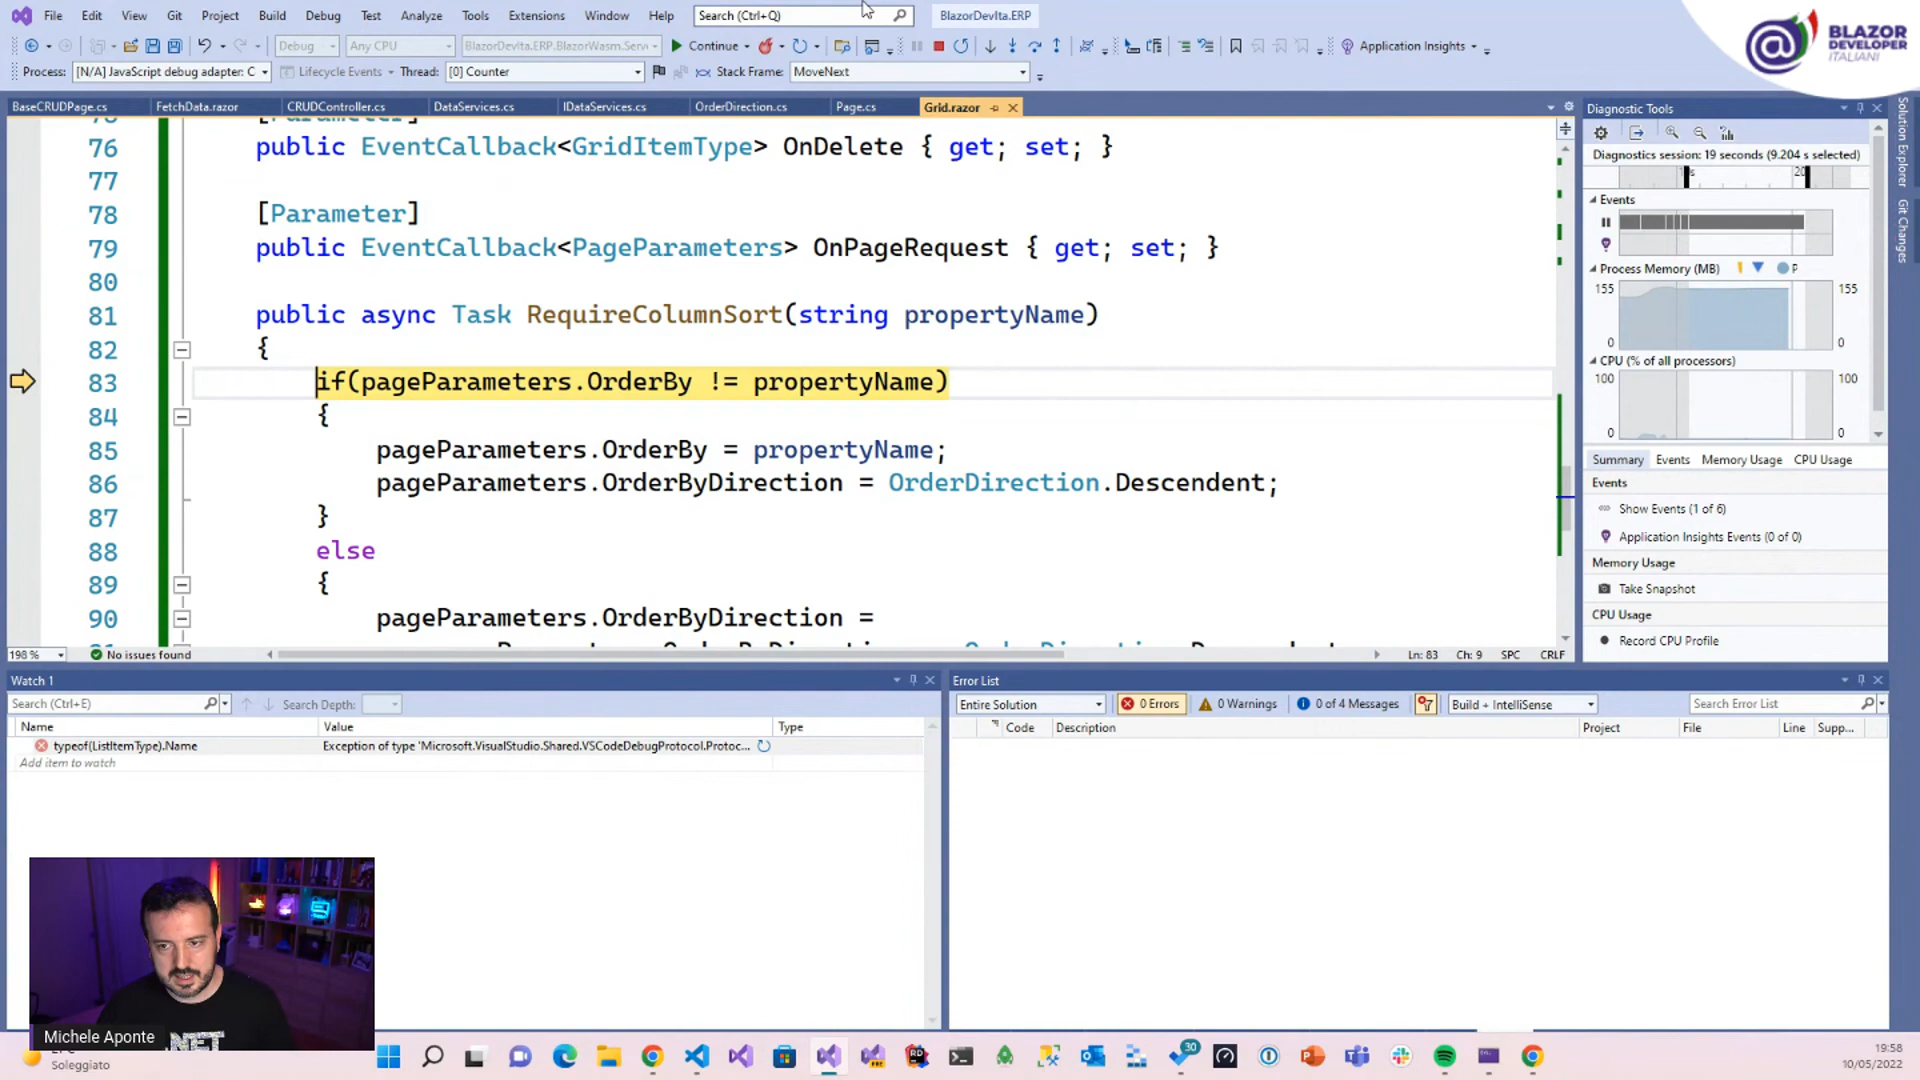 File Edit View Git Project Build Debug Test Analyze Tools Extensions Window Help Search (Ctrl+Q) BlazorDevIta.ERP
BLAZOR
DEVELOPER
ITALIANI
Debug Any CPU BlazorDevIta.ERP.BlazorWasm.Serv Continue Application Insights
Process: [N/A] JavaScript debug adapter: C Lifecycle Events Thread: [0] Counter Stack Frame: MoveNext
BaseCRUDPage.cs FetchData.razor CRUDController.cs DataServices.cs IDataServices.cs OrderDirection.cs Page.cs Grid.razor
76 public EventCallback<GridItemType> OnDelete { get; set; }
77
78 [Parameter]
79 public EventCallback<PageParameters> OnPageRequest { get; set; }
80
81 public async Task RequireColumnSort(string propertyName)
82 {
83 if(pageParameters.OrderBy != propertyName)
84 {
85 pageParameters.OrderBy = propertyName;
86 pageParameters.OrderByDirection = OrderDirection.Descendent;
87 }
88 else
89 {
90 pageParameters.OrderByDirection =
198 % No issues found Ln: 83 Ch: 9 SPC CRLF
Diagnostic Tools
Diagnostics session: 19 seconds (9.204 s selected)
Events
Process Memory (MB) P
155 155
0 0
CPU (% of all processors)
100 100
0 0
Summary Events Memory Usage CPU Usage
Events
Show Events (1 of 6)
Application Insights Events (0 of 0)
Memory Usage
Take Snapshot
CPU Usage
Record CPU Profile
Solution Explorer
Git Changes
Watch 1
Search (Ctrl+E) Search Depth:
Name Value Type
typeof(ListItemType).Name Exception of type 'Microsoft.VisualStudio.Shared.VSCodeDebugProtocol.Protoc...
Add item to watch
Error List
Entire Solution 0 Errors 0 Warnings 0 of 4 Messages Build + IntelliSense Search Error List
Code Description Project File Line Supp...
Michele Aponte
.NET
Soleggiato
30
19:58
10/05/2022